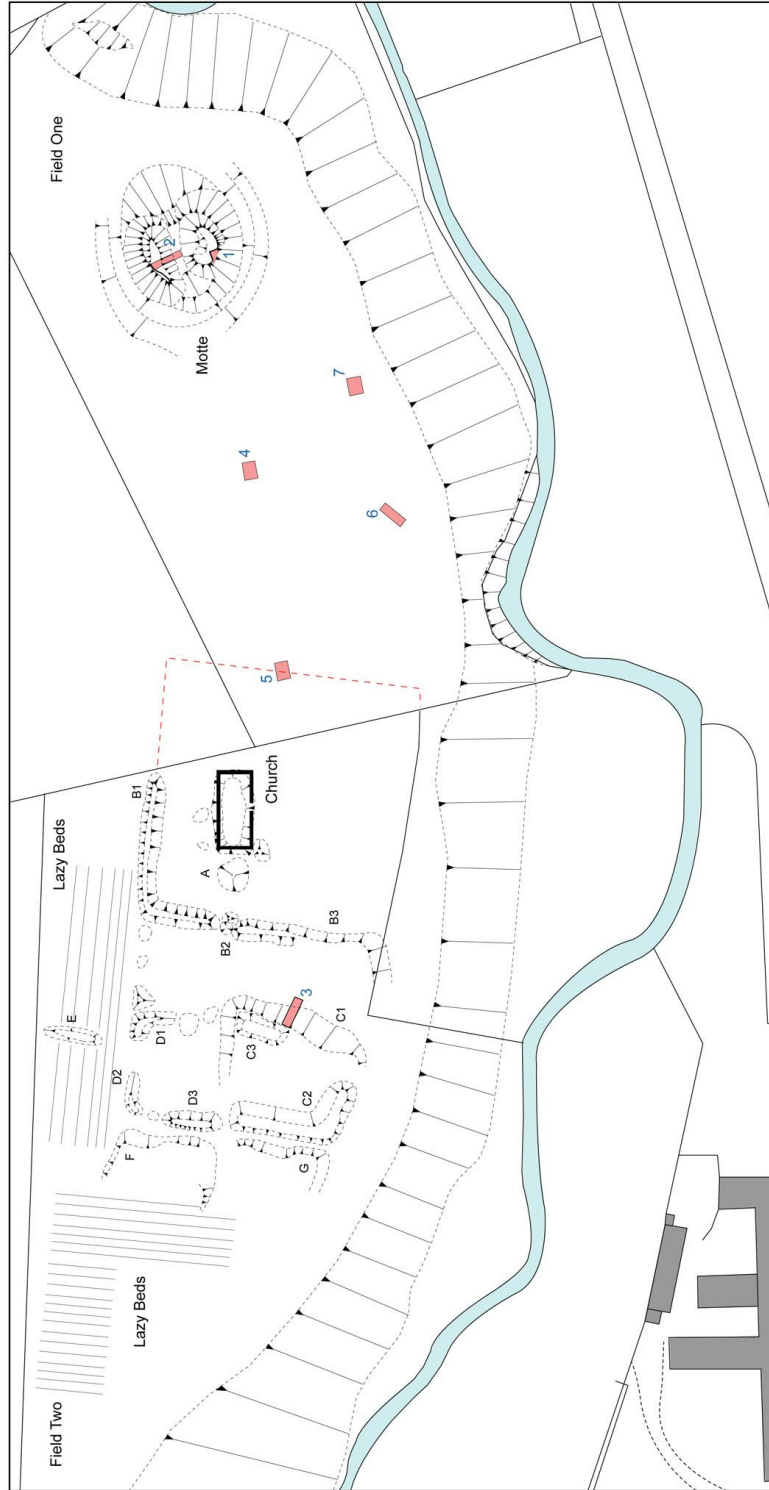 Field Two
Lazy Beds
F
D2
E
Lazy Beds
B1
D3
D1
A
B2
Church
G
C2
C3
C1
3
B3
5
4
6
7
Motte
2
1
Field One